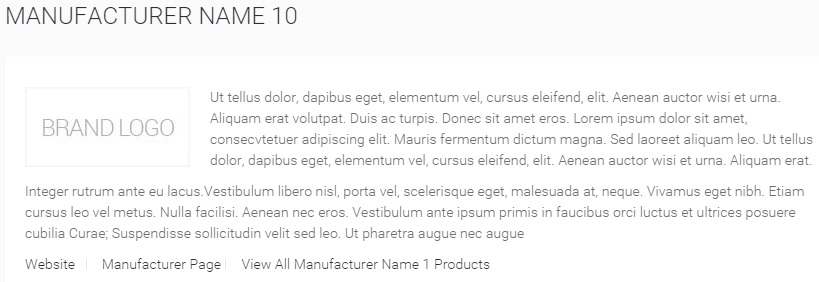 MANUFACTURER NAME 10
BRAND LOGO
Ut tellus dolor, dapibus eget, elementum vel, cursus eleifend, elit. Aenean auctor wisi et urna.
Aliquam erat volutpat. Duis ac turpis. Donec sit amet eros. Lorem ipsum dolor sit amet,
consecvtetuer adipiscing elit. Mauris fermentum dictum magna. Sed laoreet aliquam leo. Ut tellus
dolor, dapibus eget, elementum vel, cursus eleifend, elit. Aenean auctor wisi et urna. Aliquam erat.
Integer rutrum ante eu lacus.Vestibulum libero nisl, porta vel, scelerisque eget, malesuada at, neque. Vivamus eget nibh. Etiam
cursus leo vel metus. Nulla facilisi. Aenean nec eros. Vestibulum ante ipsum primis in faucibus orci luctus et ultrices posuere
cubilia Curae; Suspendisse sollicitudin velit sed leo. Ut pharetra augue nec augue
Website | Manufacturer Page | View All Manufacturer Name 1 Products